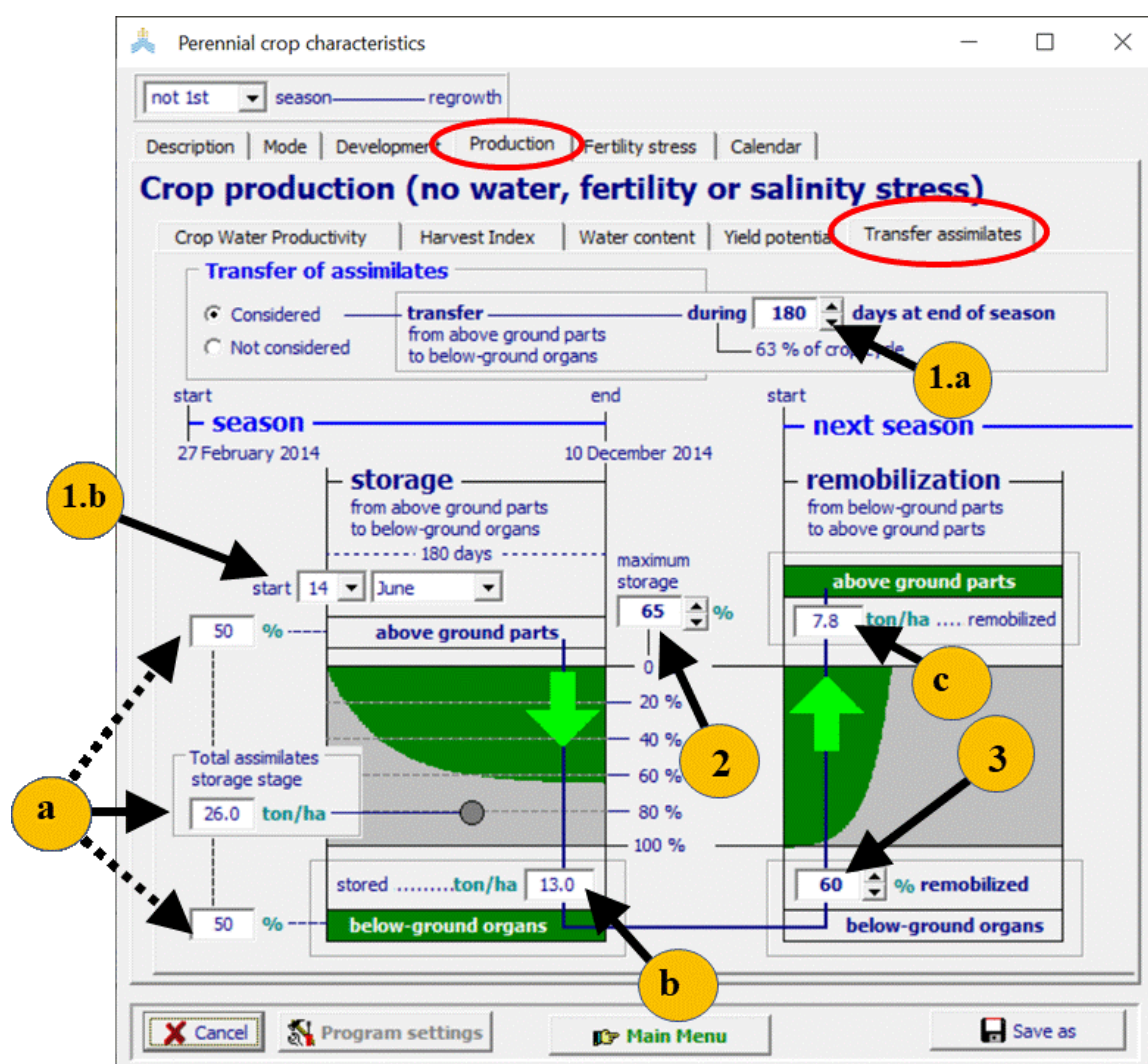 Perennial crop characteristics
not 1st season regrowth
Description Mode Development Production Fertility stress Calendar
Crop production (no water, fertility or salinity stress)
Crop Water Productivity Harvest Index Water content Yield potential Transfer assimilates
Transfer of assimilates
Considered transfer during 180 days at end of season
from above ground parts
Not considered to below-ground organs 63 % of crop cycle
1.a
start end start
season next season
27 February 2014 10 December 2014
storage remobilization
1.b from above ground parts from below-ground parts
to below-ground organs to above ground parts
180 days
maximum
storage
start 14 June 65 % above ground parts
50 % above ground parts 7.8 ton/ha .... remobilized
0
c
20 %
40 %
2 3
Total assimilates
storage stage 60 %
a 26.0 ton/ha 80 %
100 %
stored .........ton/ha 13.0 60 % remobilized
50 % below-ground organs below-ground organs
b
Cancel Program settings Main Menu Save as